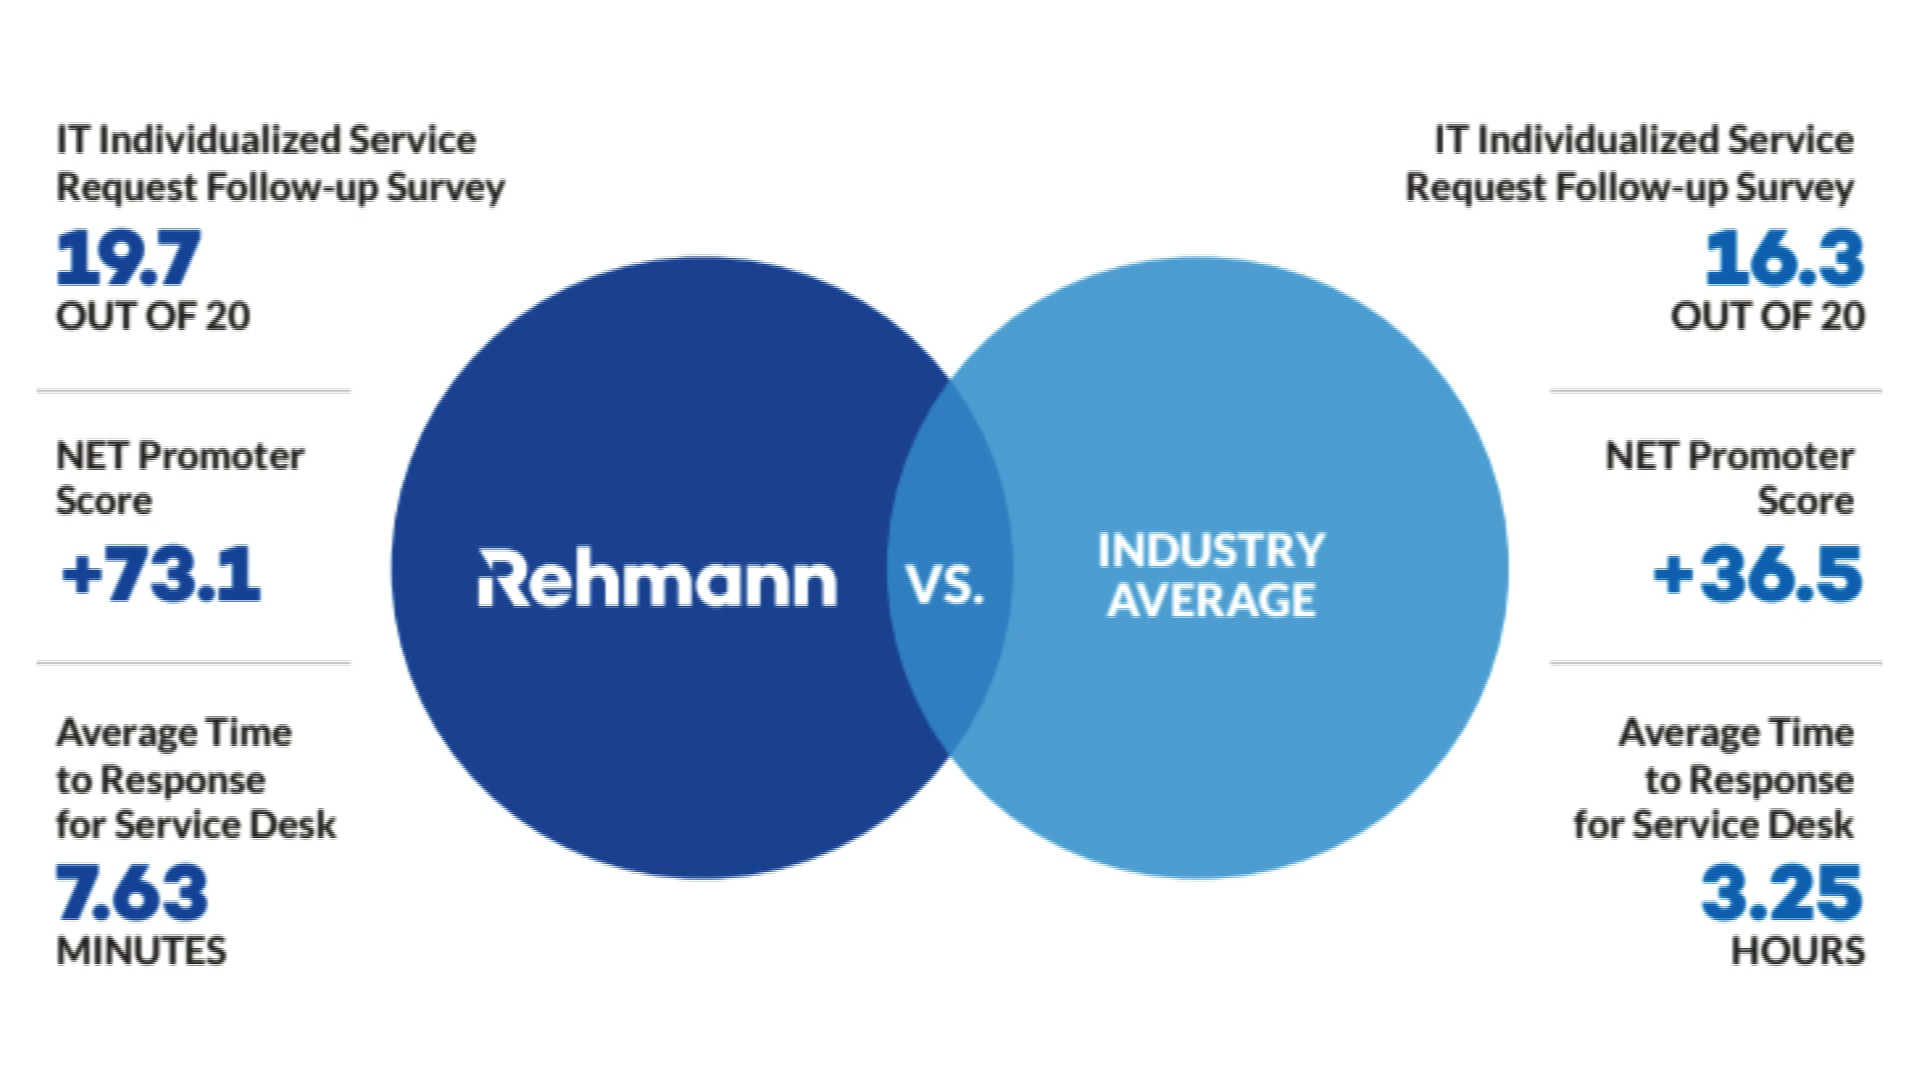 IT Individualized Service
Request Follow-up Survey
19.7
OUT OF 20
NET Promoter
Score
+73.1
Average Time
to Response
for Service Desk
7.63
MINUTES
Rehmann
VS.
INDUSTRY
AVERAGE
IT Individualized Service
Request Follow-up Survey
16.3
OUT OF 20
NET Promoter
Score
+36.5
Average Time
to Response
for Service Desk
3.25
HOURS